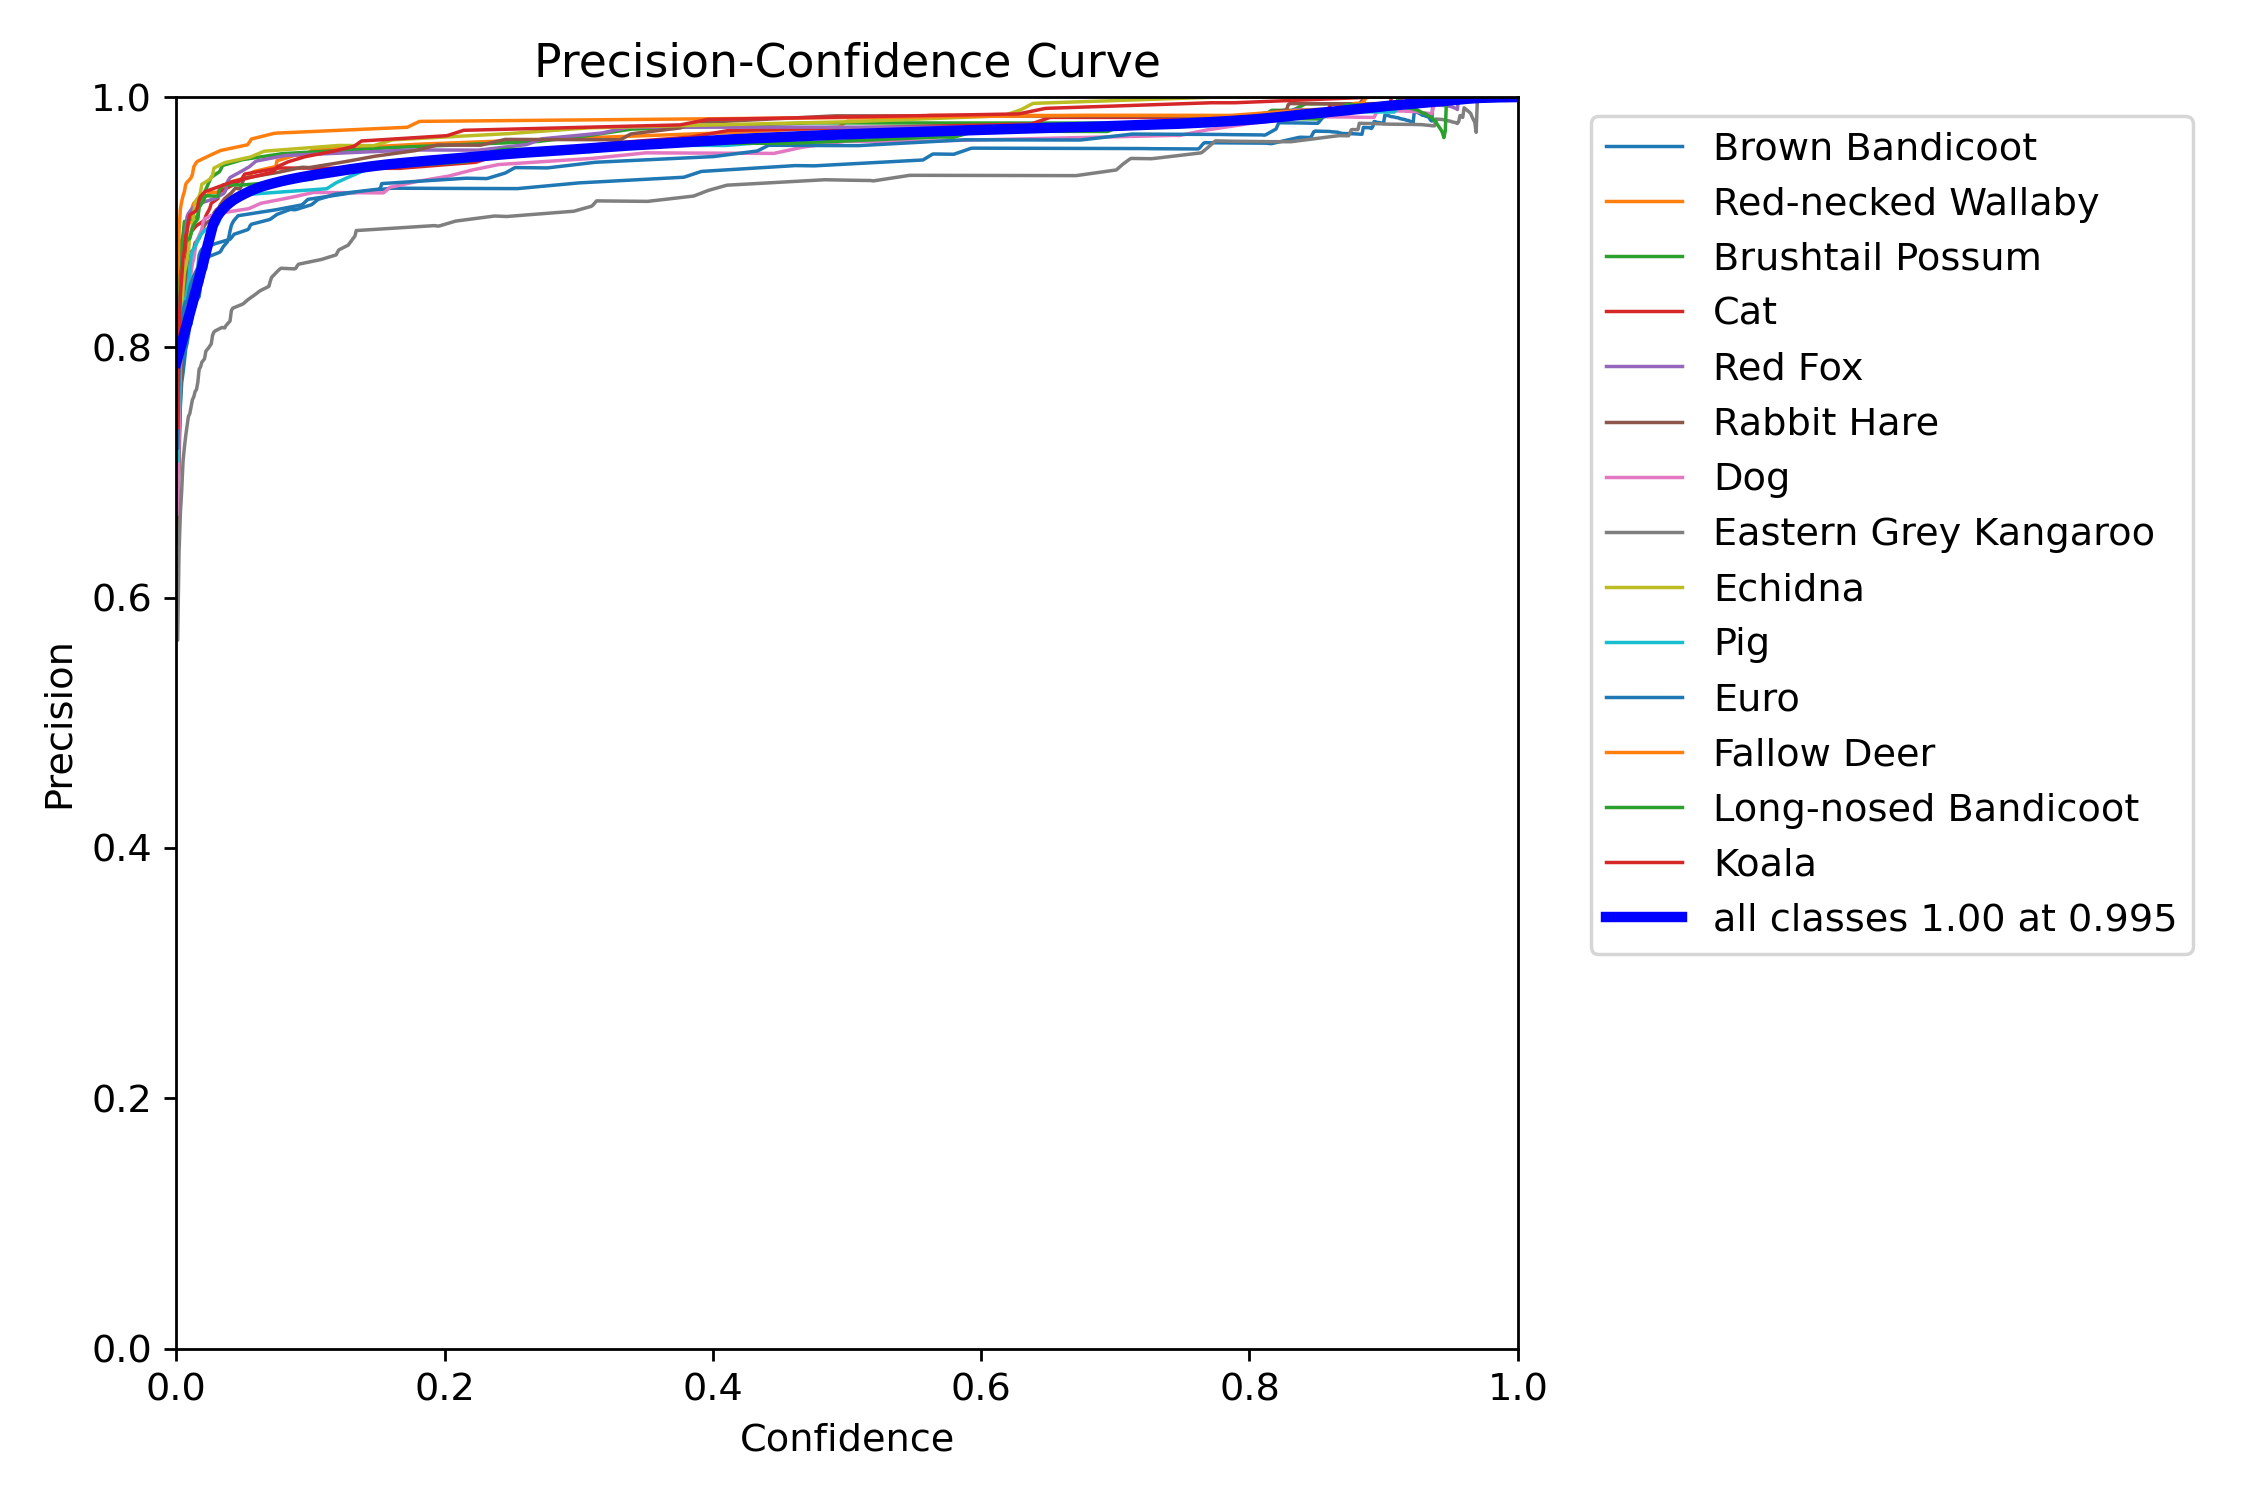 Precision-Confidence Curve
1.0
0.8
0.6
0.4
0.2
0.0
Precision
0.0 0.2 0.4 0.6 0.8 1.0
Confidence
Brown Bandicoot
Red-necked Wallaby
Brushtail Possum
Cat
Red Fox
Rabbit Hare
Dog
Eastern Grey Kangaroo
Echidna
Pig
Euro
Fallow Deer
Long-nosed Bandicoot
Koala
all classes 1.00 at 0.995